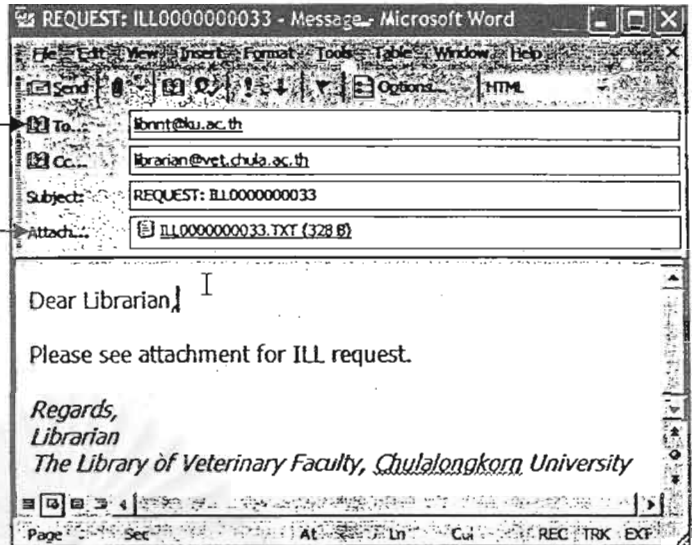 REQUEST: ILL0000000033 - Message - Microsoft Word
File Edit View Insert Format Tools Table Window Help
Send Options... HTML
To... libnnt@ku.ac.th
Cc... librarian@vet.chula.ac.th
Subject: REQUEST: ILL0000000033
Attach... ILL0000000033.TXT (328 B)
Dear Librarian,
Please see attachment for ILL request.
Regards,
Librarian
The Library of Veterinary Faculty, Chulalongkorn University
Page Sec At Ln Col REC TRK EXT